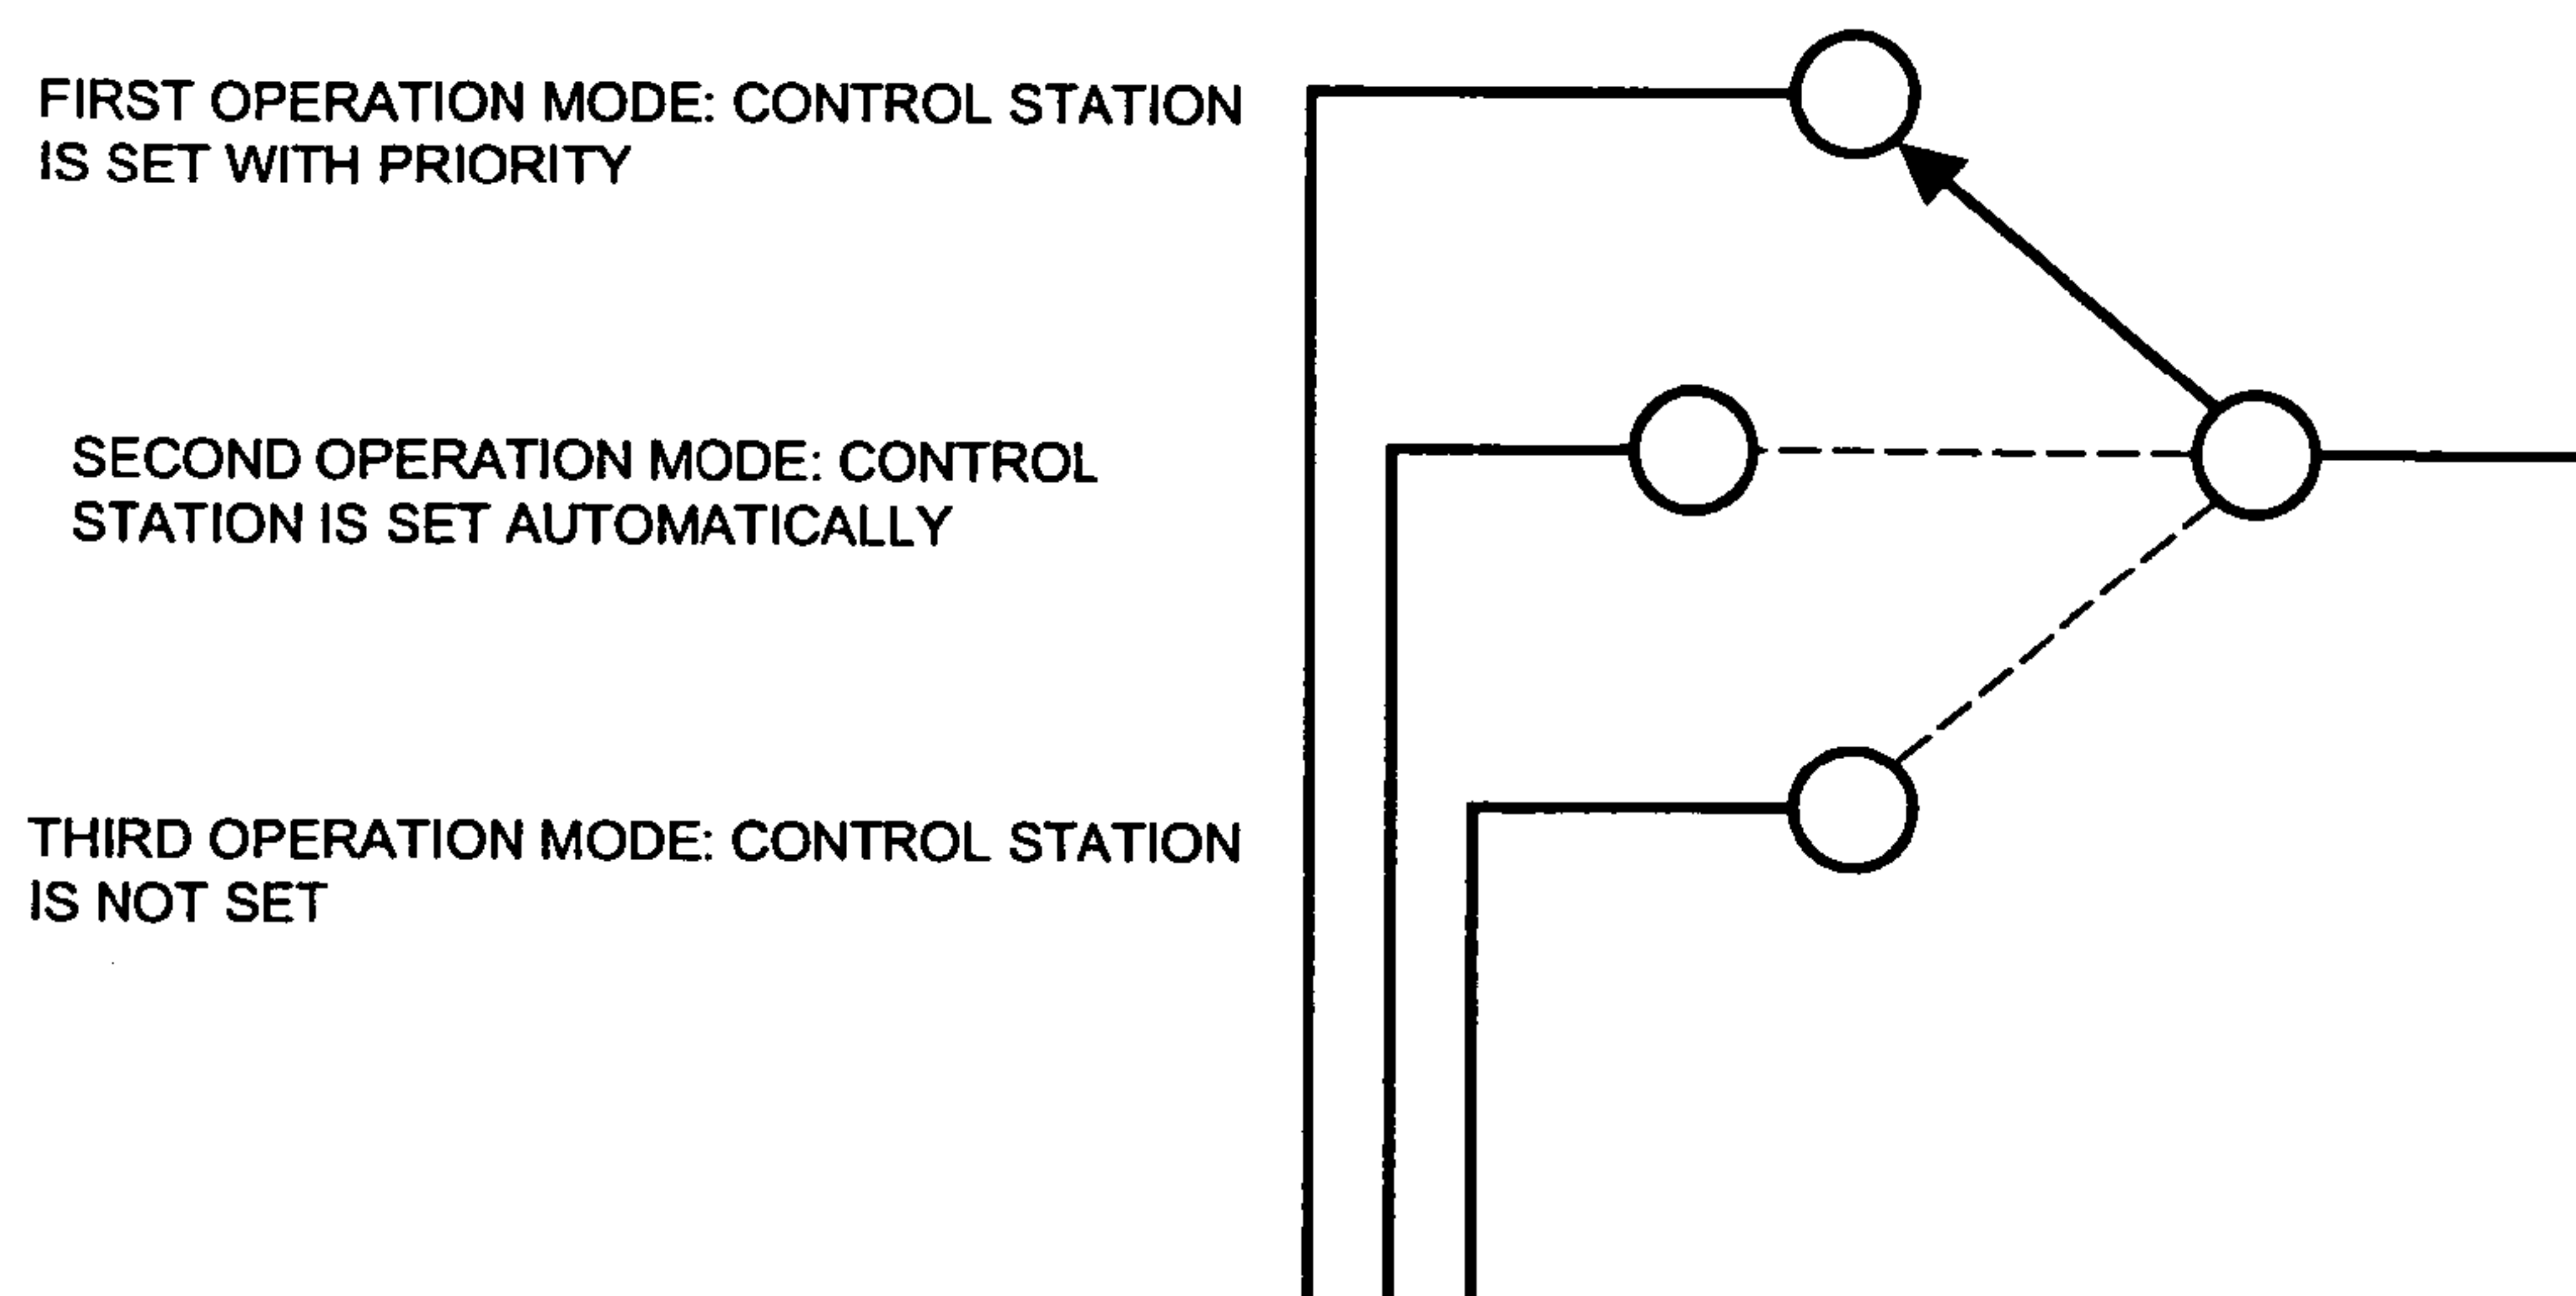 FIRST OPERATION MODE: CONTROL STATION
IS SET WITH PRIORITY
SECOND OPERATION MODE: CONTROL
STATION IS SET AUTOMATICALLY
THIRD OPERATION MODE: CONTROL STATION
IS NOT SET